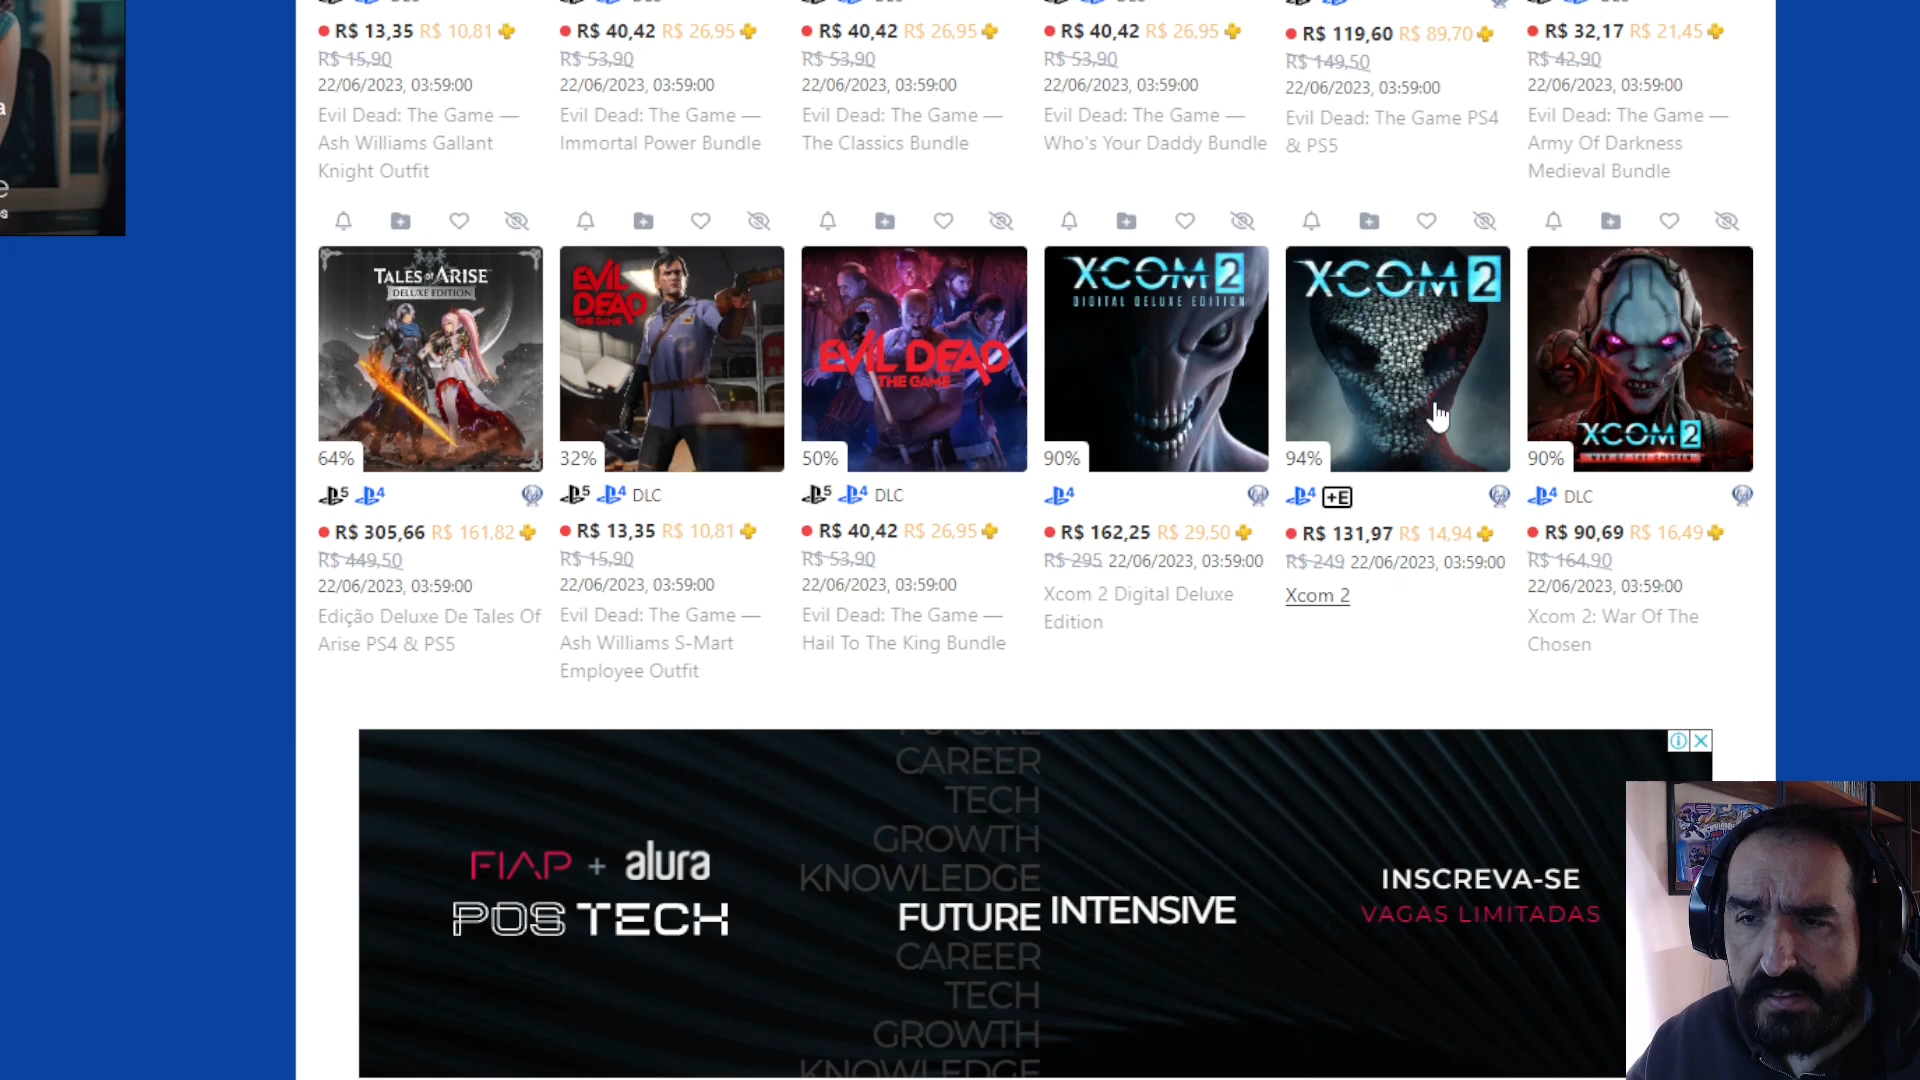 R$ 13,35 R$ 10,81
R$ 15,90
22/06/2023, 03:59:00
Evil Dead: The Game —
Ash Williams Gallant
Knight Outfit
R$ 40,42 R$ 26,95
R$ 53,90
22/06/2023, 03:59:00
Evil Dead: The Game —
Immortal Power Bundle
R$ 40,42 R$ 26,95
R$ 53,90
22/06/2023, 03:59:00
Evil Dead: The Game —
The Classics Bundle
R$ 40,42 R$ 26,95
R$ 53,90
22/06/2023, 03:59:00
Evil Dead: The Game —
Who's Your Daddy Bundle
R$ 119,60 R$ 89,70
R$ 149,50
22/06/2023, 03:59:00
Evil Dead: The Game PS4
& PS5
R$ 32,17 R$ 21,45
R$ 42,90
22/06/2023, 03:59:00
Evil Dead: The Game —
Army Of Darkness
Medieval Bundle
TALES of ARISE
DELUXE EDITION
64%
R$ 305,66 R$ 161,82
R$ 449,50
22/06/2023, 03:59:00
Edição Deluxe De Tales Of
Arise PS4 & PS5
EVIL
DEAD
THE GAME
32%
DLC
R$ 13,35 R$ 10,81
R$ 15,90
22/06/2023, 03:59:00
Evil Dead: The Game —
Ash Williams S-Mart
Employee Outfit
EVIL DEAD
THE GAME
50%
DLC
R$ 40,42 R$ 26,95
R$ 53,90
22/06/2023, 03:59:00
Evil Dead: The Game —
Hail To The King Bundle
XCOM 2
DIGITAL DELUXE EDITION
90%
R$ 162,25 R$ 29,50
R$ 295 22/06/2023, 03:59:00
Xcom 2 Digital Deluxe
Edition
XCOM 2
94%
+E
R$ 131,97 R$ 14,94
R$ 249 22/06/2023, 03:59:00
Xcom 2
XCOM 2
WAR OF THE CHOSEN
90%
DLC
R$ 90,69 R$ 16,49
R$ 164,90
22/06/2023, 03:59:00
Xcom 2: War Of The
Chosen
FIAP + alura
POS TECH
FUTURE
CAREER
TECH
GROWTH
KNOWLEDGE
FUTURE INTENSIVE
CAREER
TECH
GROWTH
KNOWLEDGE
INSCREVA-SE
VAGAS LIMITADAS